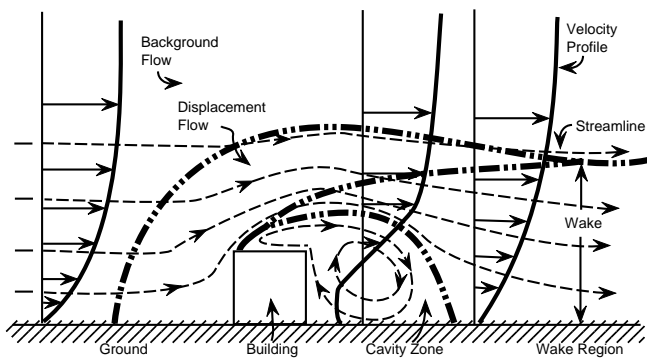 Background
Flow
Velocity
Profile
Displacement
Flow
Streamline
Wake
Ground
Building
Cavity Zone
Wake Region